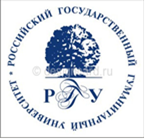 РОССИЙСКИЙ ГОСУДАРСТВЕННЫЙ ГУМАНИТАРНЫЙ УНИВЕРСИТЕТ *
РГГУ